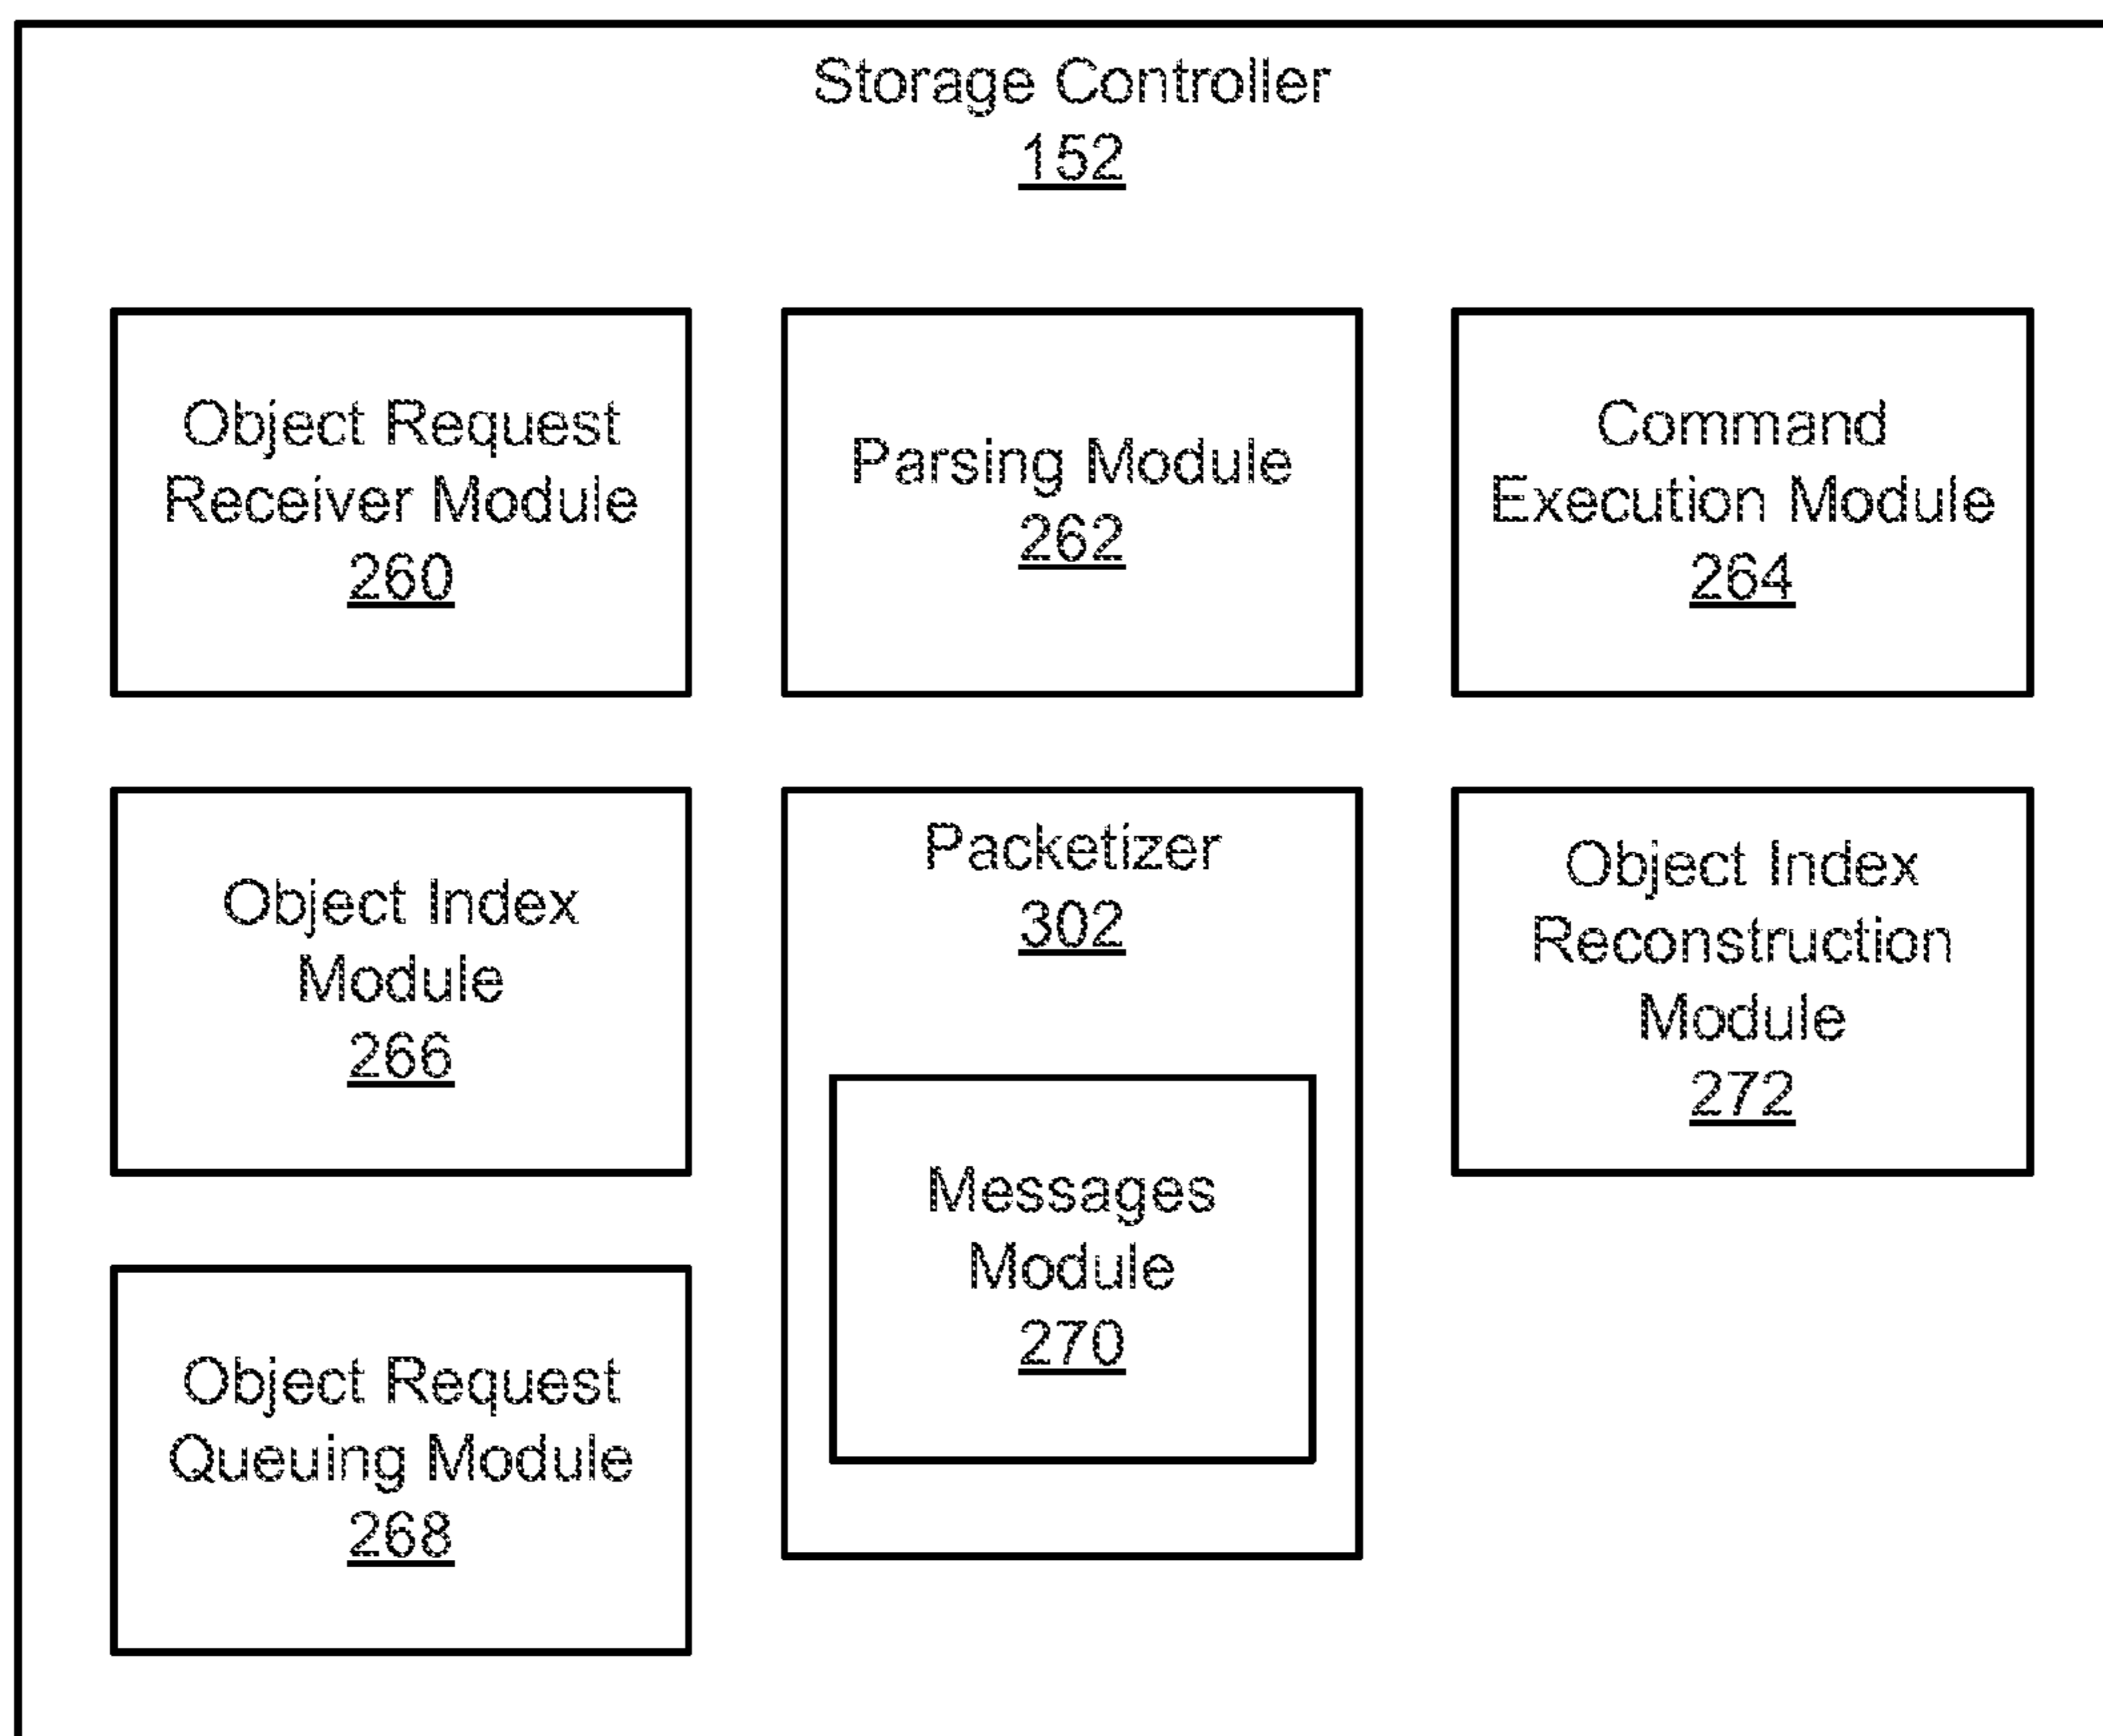 Storage Controller
152
Object Request
Receiver Module
260
Parsing Module
262
Command
Execution Module
264
Object Index
Module
266
Packetizer
302
Messages
Module
270
Object Index
Reconstruction
Module
272
Object Request
Queuing Module
268